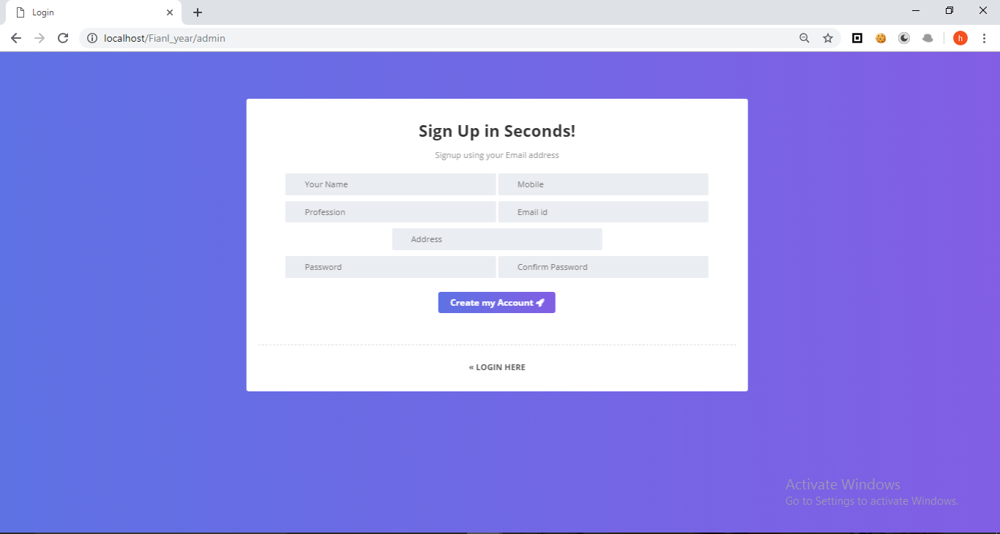 Login
localhost/Fianl_year/admin
h
Sign Up in Seconds!
Signup using your Email address
Your Name Mobile
Profession Email id
Address
Password Confirm Password
Create my Account
« LOGIN HERE
Activate Windows
Go to Settings to activate Windows.